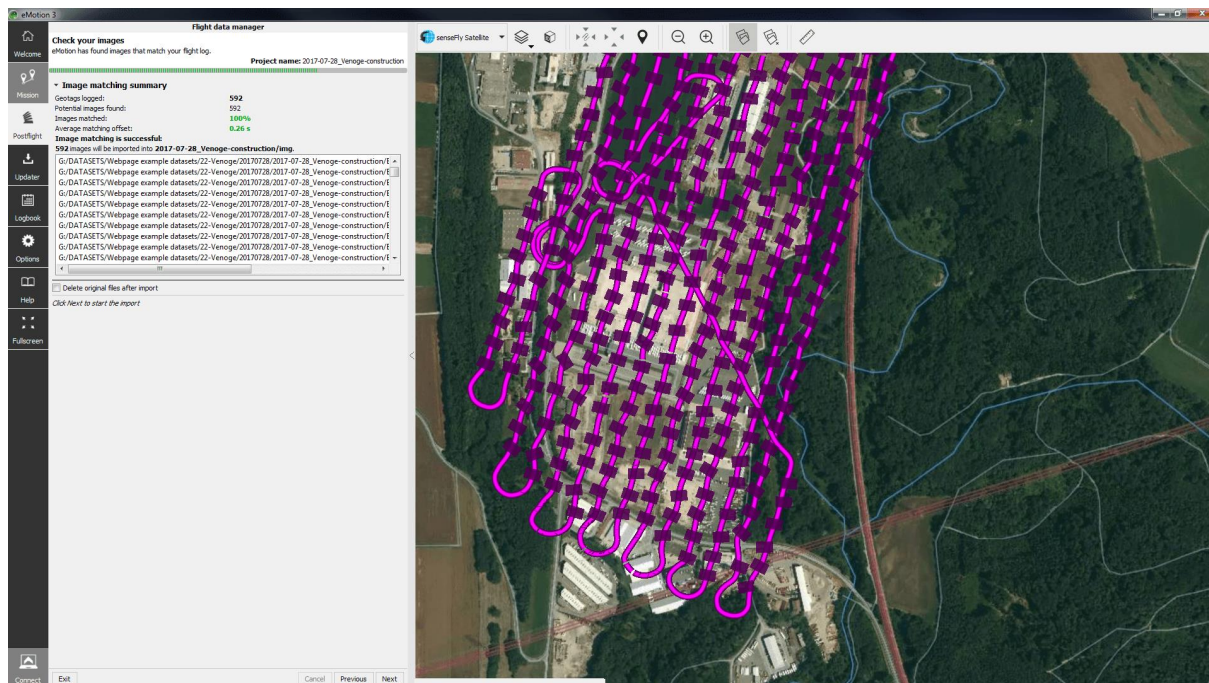 eMotion 3
Welcome
Mission
Postflight
Updater
Logbook
Options
Help
Fullscreen
Connect
Flight data manager
Check your images
eMotion has found images that match your flight log.
Project name: 2017-07-28_Venoge-construction
Image matching summary
Geotags logged: 592
Potential images found: 592
Images matched: 100%
Average matching offset: 0.26 s
Image matching is successful:
592 images will be imported into 2017-07-28_Venoge-construction/img.
G:/DATASETS/Webpage example datasets/22-Venoge/20170728/2017-07-28_Venoge-construction/E
G:/DATASETS/Webpage example datasets/22-Venoge/20170728/2017-07-28_Venoge-construction/E
G:/DATASETS/Webpage example datasets/22-Venoge/20170728/2017-07-28_Venoge-construction/E
G:/DATASETS/Webpage example datasets/22-Venoge/20170728/2017-07-28_Venoge-construction/E
G:/DATASETS/Webpage example datasets/22-Venoge/20170728/2017-07-28_Venoge-construction/E
G:/DATASETS/Webpage example datasets/22-Venoge/20170728/2017-07-28_Venoge-construction/E
G:/DATASETS/Webpage example datasets/22-Venoge/20170728/2017-07-28_Venoge-construction/E
G:/DATASETS/Webpage example datasets/22-Venoge/20170728/2017-07-28_Venoge-construction/E
G:/DATASETS/Webpage example datasets/22-Venoge/20170728/2017-07-28_Venoge-construction/E
G:/DATASETS/Webpage example datasets/22-Venoge/20170728/2017-07-28_Venoge-construction/E
Delete original files after import
Click Next to start the import
Exit
Cancel
Previous
Next
senseFly Satellite